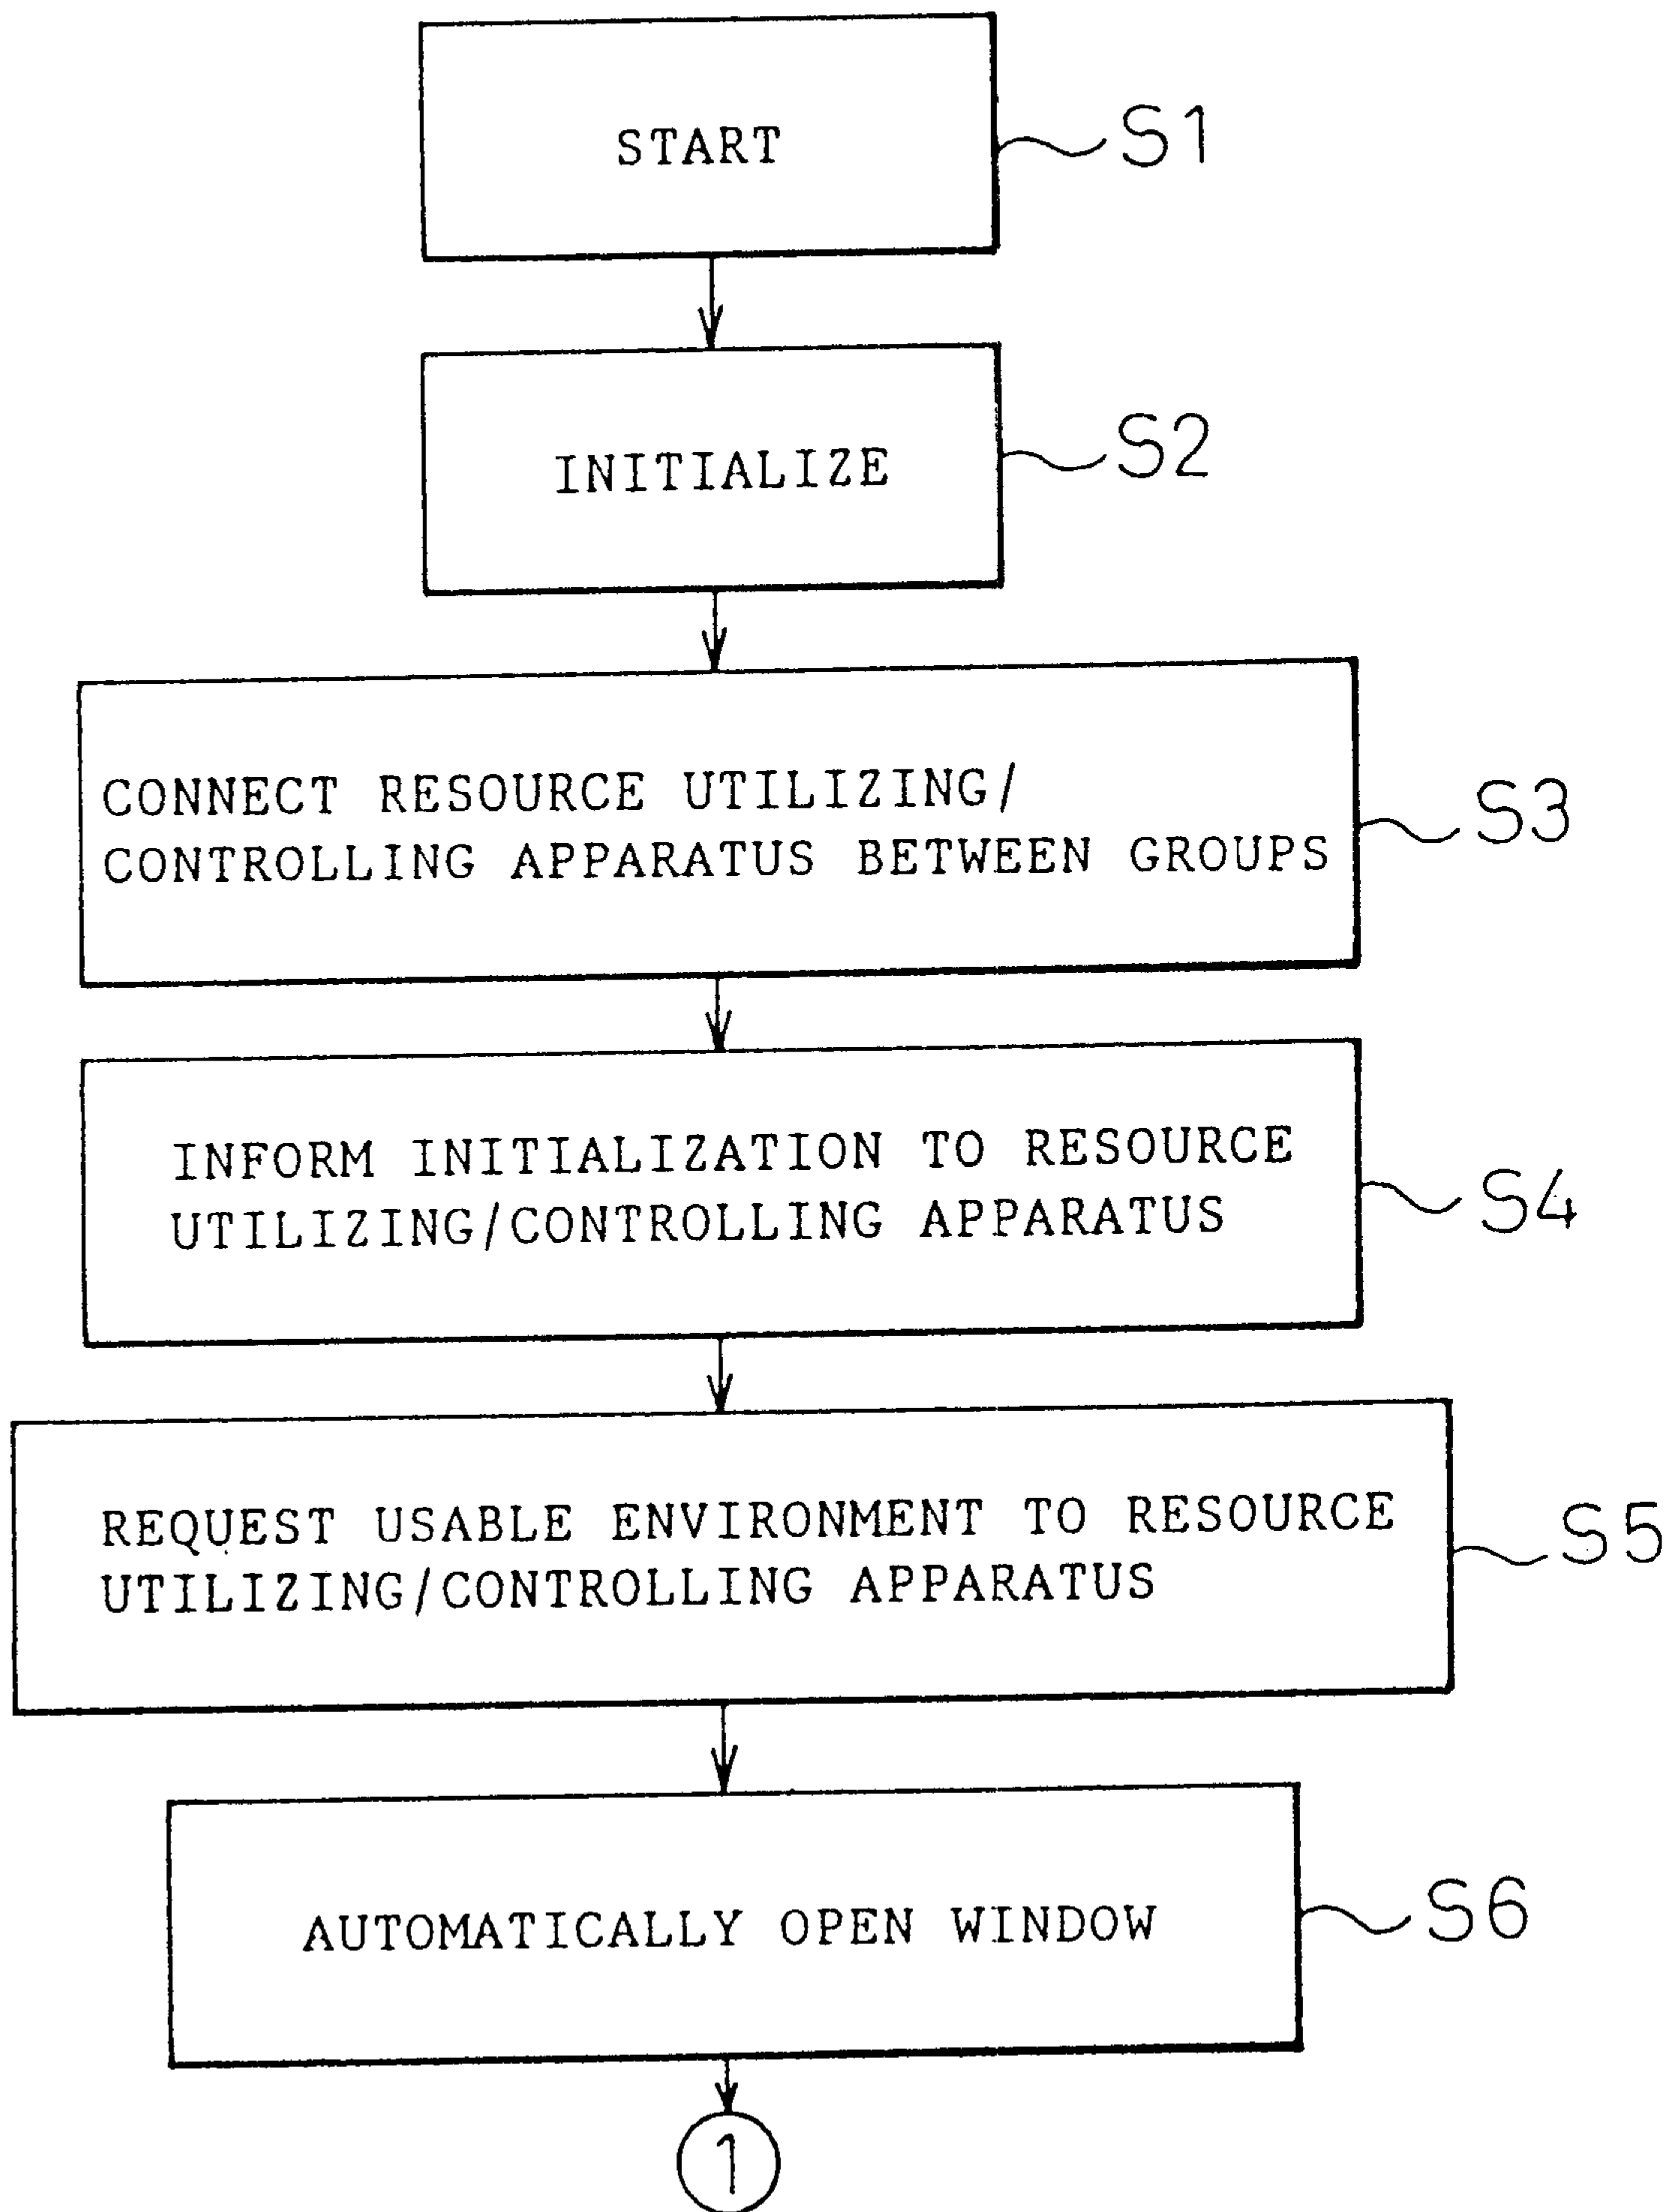 START
S1
INITIALIZE
S2
CONNECT RESOURCE UTILIZING/
CONTROLLING APPARATUS BETWEEN GROUPS
S3
INFORM INITIALIZATION TO RESOURCE
UTILIZING/CONTROLLING APPARATUS
S4
REQUEST USABLE ENVIRONMENT TO RESOURCE
UTILIZING/CONTROLLING APPARATUS
S5
AUTOMATICALLY OPEN WINDOW
S6
1